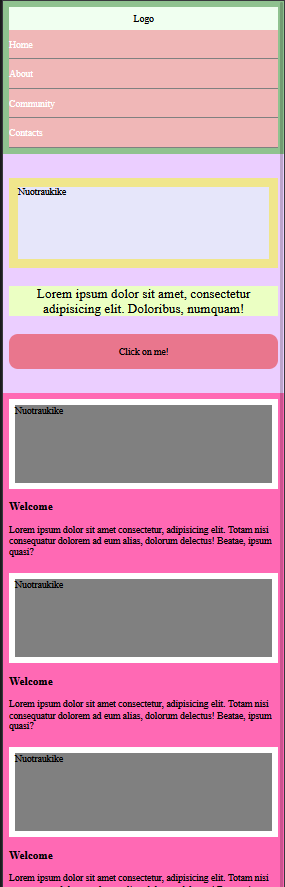 Logo
Home
About
Community
Contacts
Nuotraukike
Lorem ipsum dolor sit amet, consectetur
adipisicing elit. Doloribus, numquam!
Click on me!
Nuotraukike
Welcome
Lorem ipsum dolor sit amet consectetur, adipisicing elit. Totam nisi
consequatur dolorem ad eum alias, dolorum delectus! Beatae, ipsum
quasi?
Nuotraukike
Welcome
Lorem ipsum dolor sit amet consectetur, adipisicing elit. Totam nisi
consequatur dolorem ad eum alias, dolorum delectus! Beatae, ipsum
quasi?
Nuotraukike
Welcome
Lorem ipsum dolor sit amet consectetur, adipisicing elit. Totam nisi